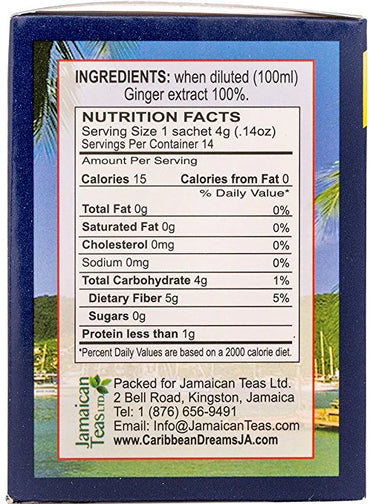 INGREDIENTS: when diluted (100ml)
Ginger extract 100%.
NUTRITION FACTS
Serving Size 1 sachet 4g (.14oz)
Servings Per Container 14
Amount Per Serving
Calories 15 Calories from Fat 0
% Daily Value*
Total Fat 0g 0%
Saturated Fat 0g 0%
Cholesterol 0mg 0%
Sodium 0mg 0%
Total Carbohydrate 4g 1%
Dietary Fiber 5g 5%
Sugars 0g
Protein less than 1g
*Percent Daily Values are based on a 2000 calorie diet.
Jamaican
Teas LTD.
Packed for Jamaican Teas Ltd.
2 Bell Road, Kingston, Jamaica
Tel: 1 (876) 656-9491
Email: Info@JamaicanTeas.com
www.CaribbeanDreamsJA.com